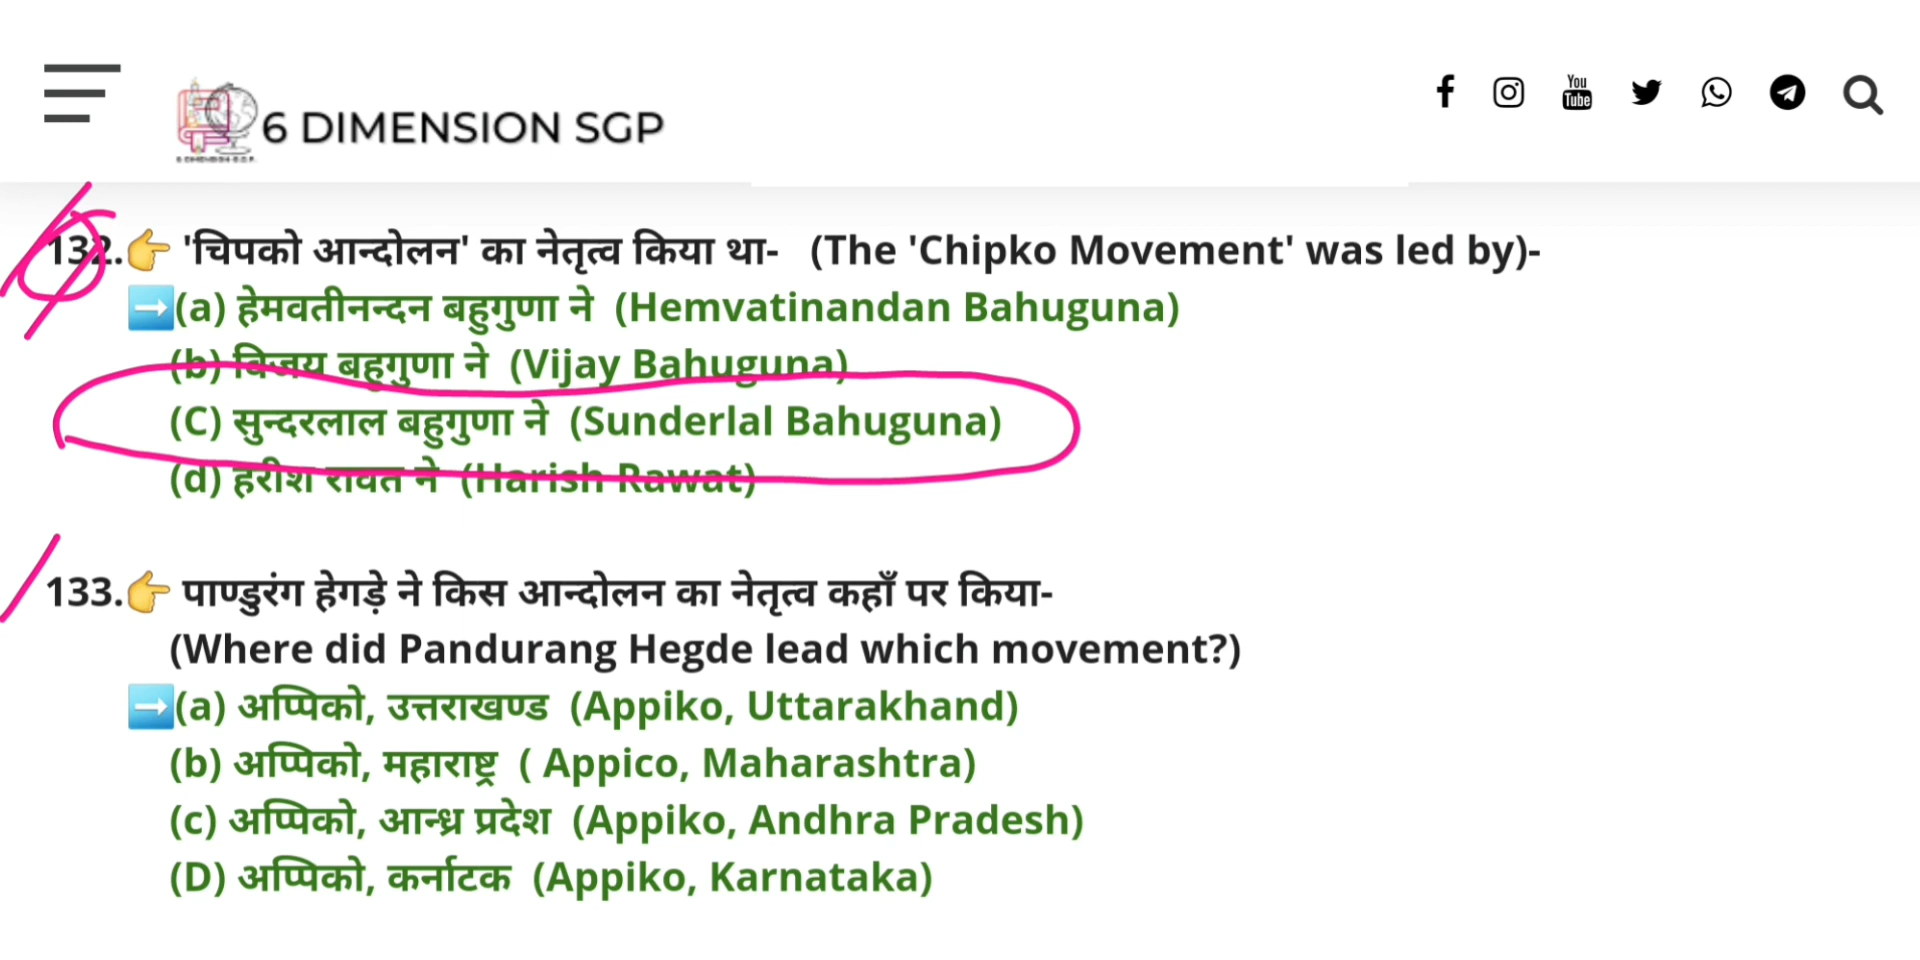 6 DIMENSION SGP
You
Tube
132.👉 'चिपको आन्दोलन' का नेतृत्व किया था- (The 'Chipko Movement' was led by)-
➡️(a) हेमवतीनन्दन बहुगुणा ने (Hemvatinandan Bahuguna)
(b) विजय बहुगुणा ने (Vijay Bahuguna)
(C) सुन्दरलाल बहुगुणा ने (Sunderlal Bahuguna)
(d) हरीश रावत ने (Harish Rawat)
133.👉 पाण्डुरंग हेगड़े ने किस आन्दोलन का नेतृत्व कहाँ पर किया-
(Where did Pandurang Hegde lead which movement?)
➡️(a) अप्पिको, उत्तराखण्ड (Appiko, Uttarakhand)
(b) अप्पिको, महाराष्ट्र ( Appico, Maharashtra)
(c) अप्पिको, आन्ध्र प्रदेश (Appiko, Andhra Pradesh)
(D) अप्पिको, कर्नाटक (Appiko, Karnataka)